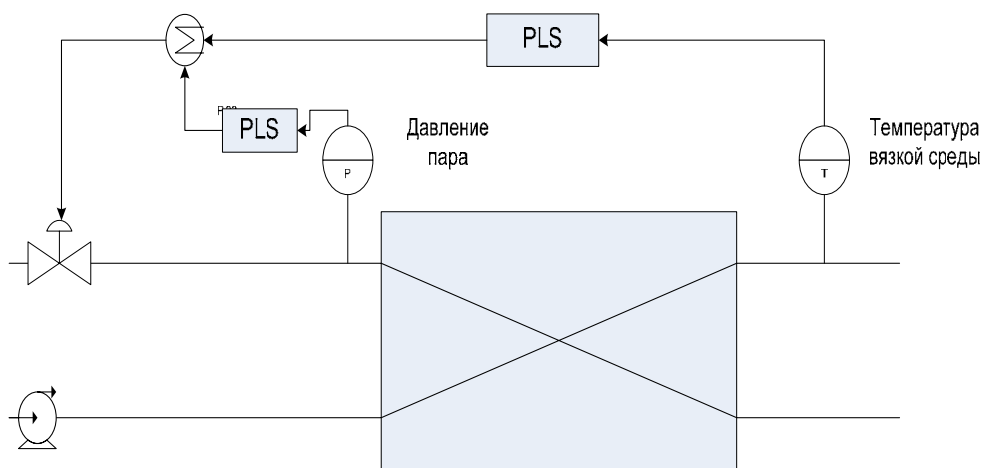 PLS
PLS
Давление
пара
Температура
вязкой среды
P
T
Σ